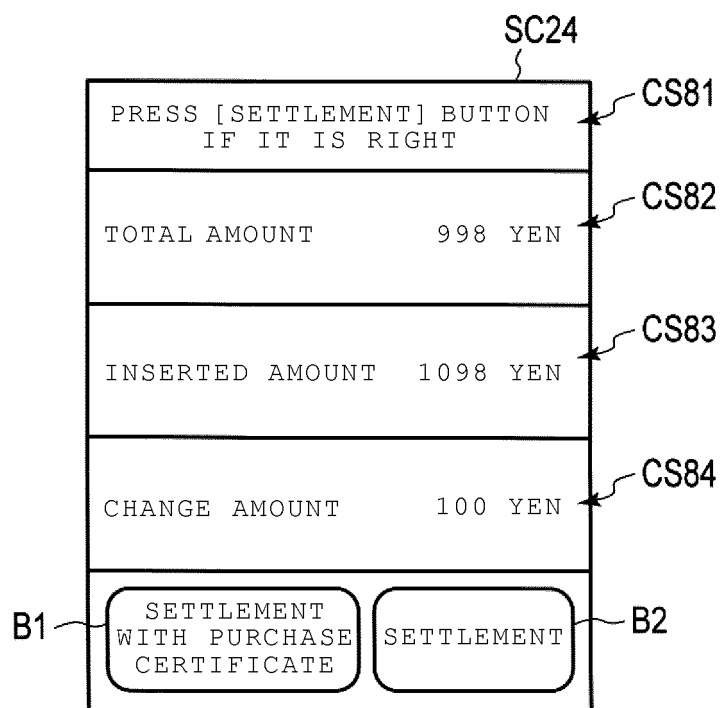 SC24
PRESS [SETTLEMENT] BUTTON
IF IT IS RIGHT
CS81
TOTAL AMOUNT 998 YEN
CS82
INSERTED AMOUNT 1098 YEN
CS83
CHANGE AMOUNT 100 YEN
CS84
B1
SETTLEMENT
WITH PURCHASE
CERTIFICATE
SETTLEMENT
B2